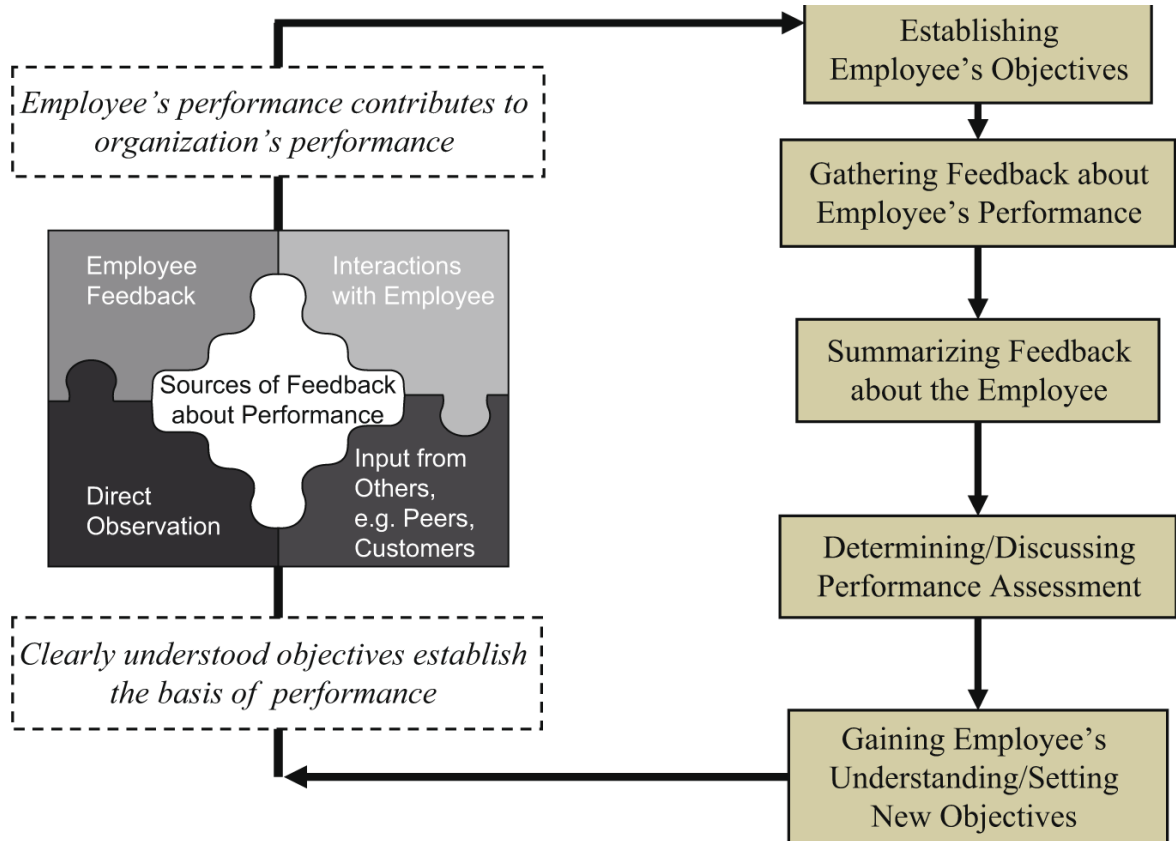 Establishing
Employee’s Objectives
Employee’s performance contributes to
organization’s performance
Gathering Feedback about
Employee’s Performance
Employee
Feedback
Interactions
with Employee
Sources of Feedback
about Performance
Direct
Observation
Input from
Others,
e.g. Peers,
Customers
Summarizing Feedback
about the Employee
Determining/Discussing
Performance Assessment
Clearly understood objectives establish
the basis of performance
Gaining Employee’s
Understanding/Setting
New Objectives